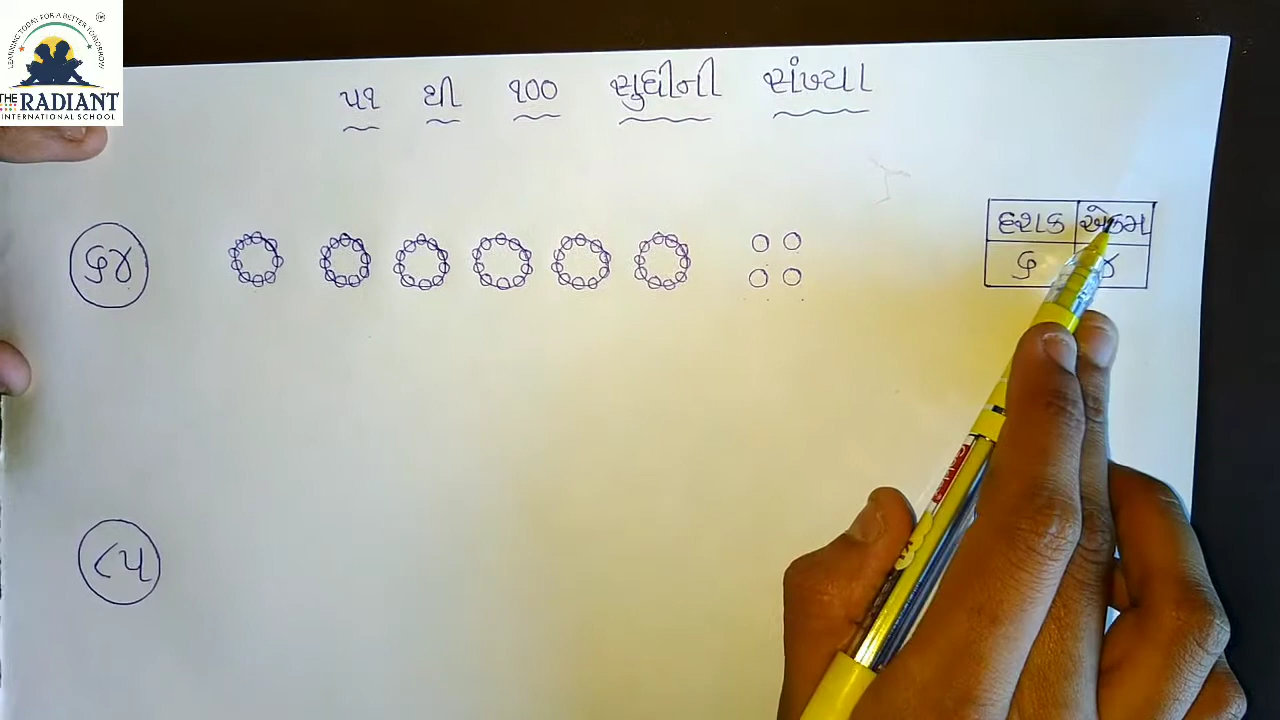 LEARNING TODAY FOR A BETTER TOMORROW
THE RADIANT
INTERNATIONAL SCHOOL
૫૧ થી ૧૦૦ સુધીની સંખ્યા
૬૪
દશક એકમ
૬ ૪
૮૫